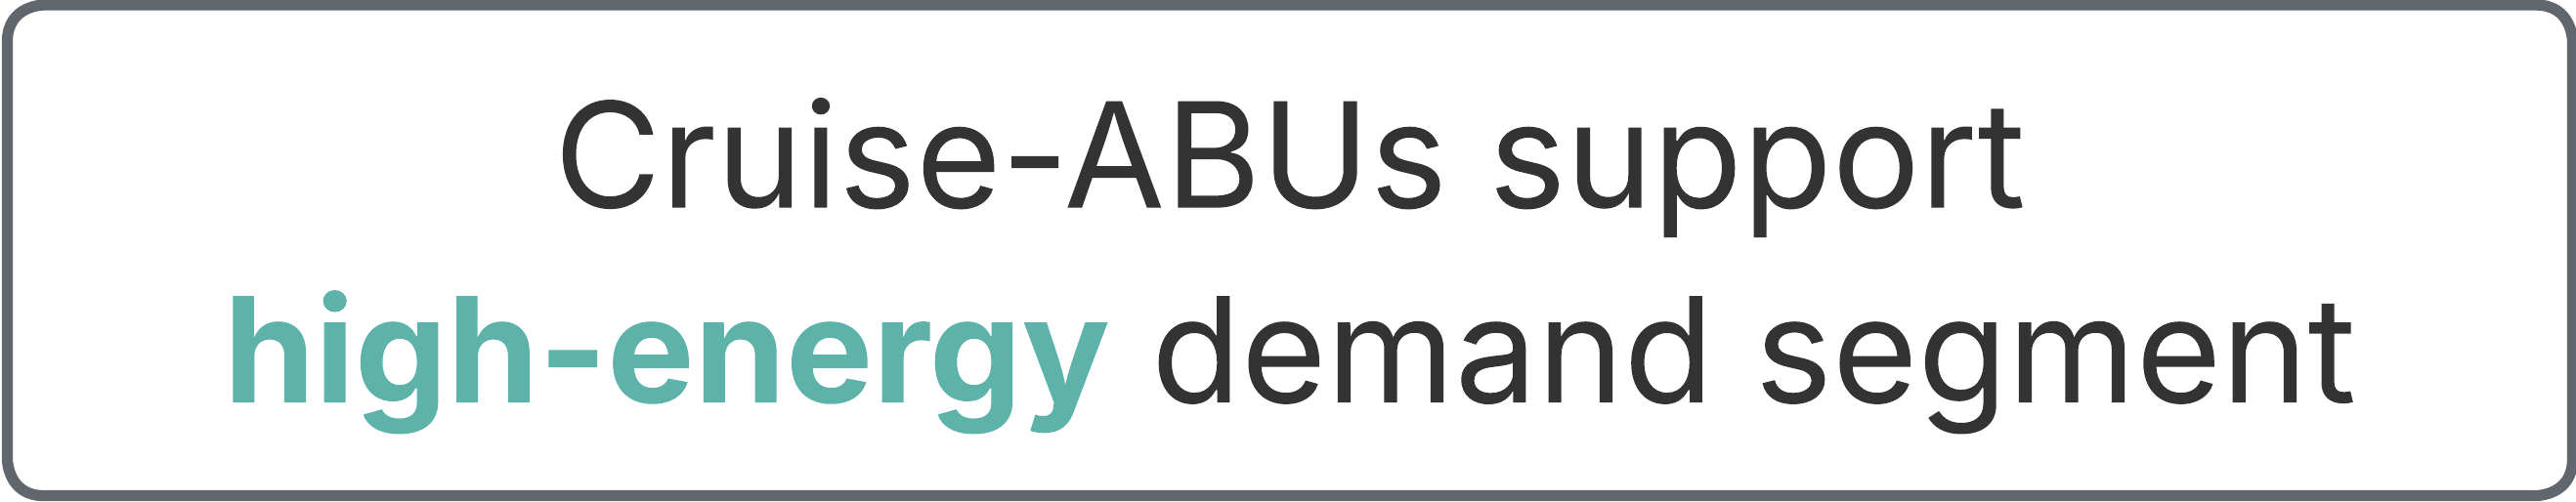 Cruise-ABUs support
high-energy demand segment